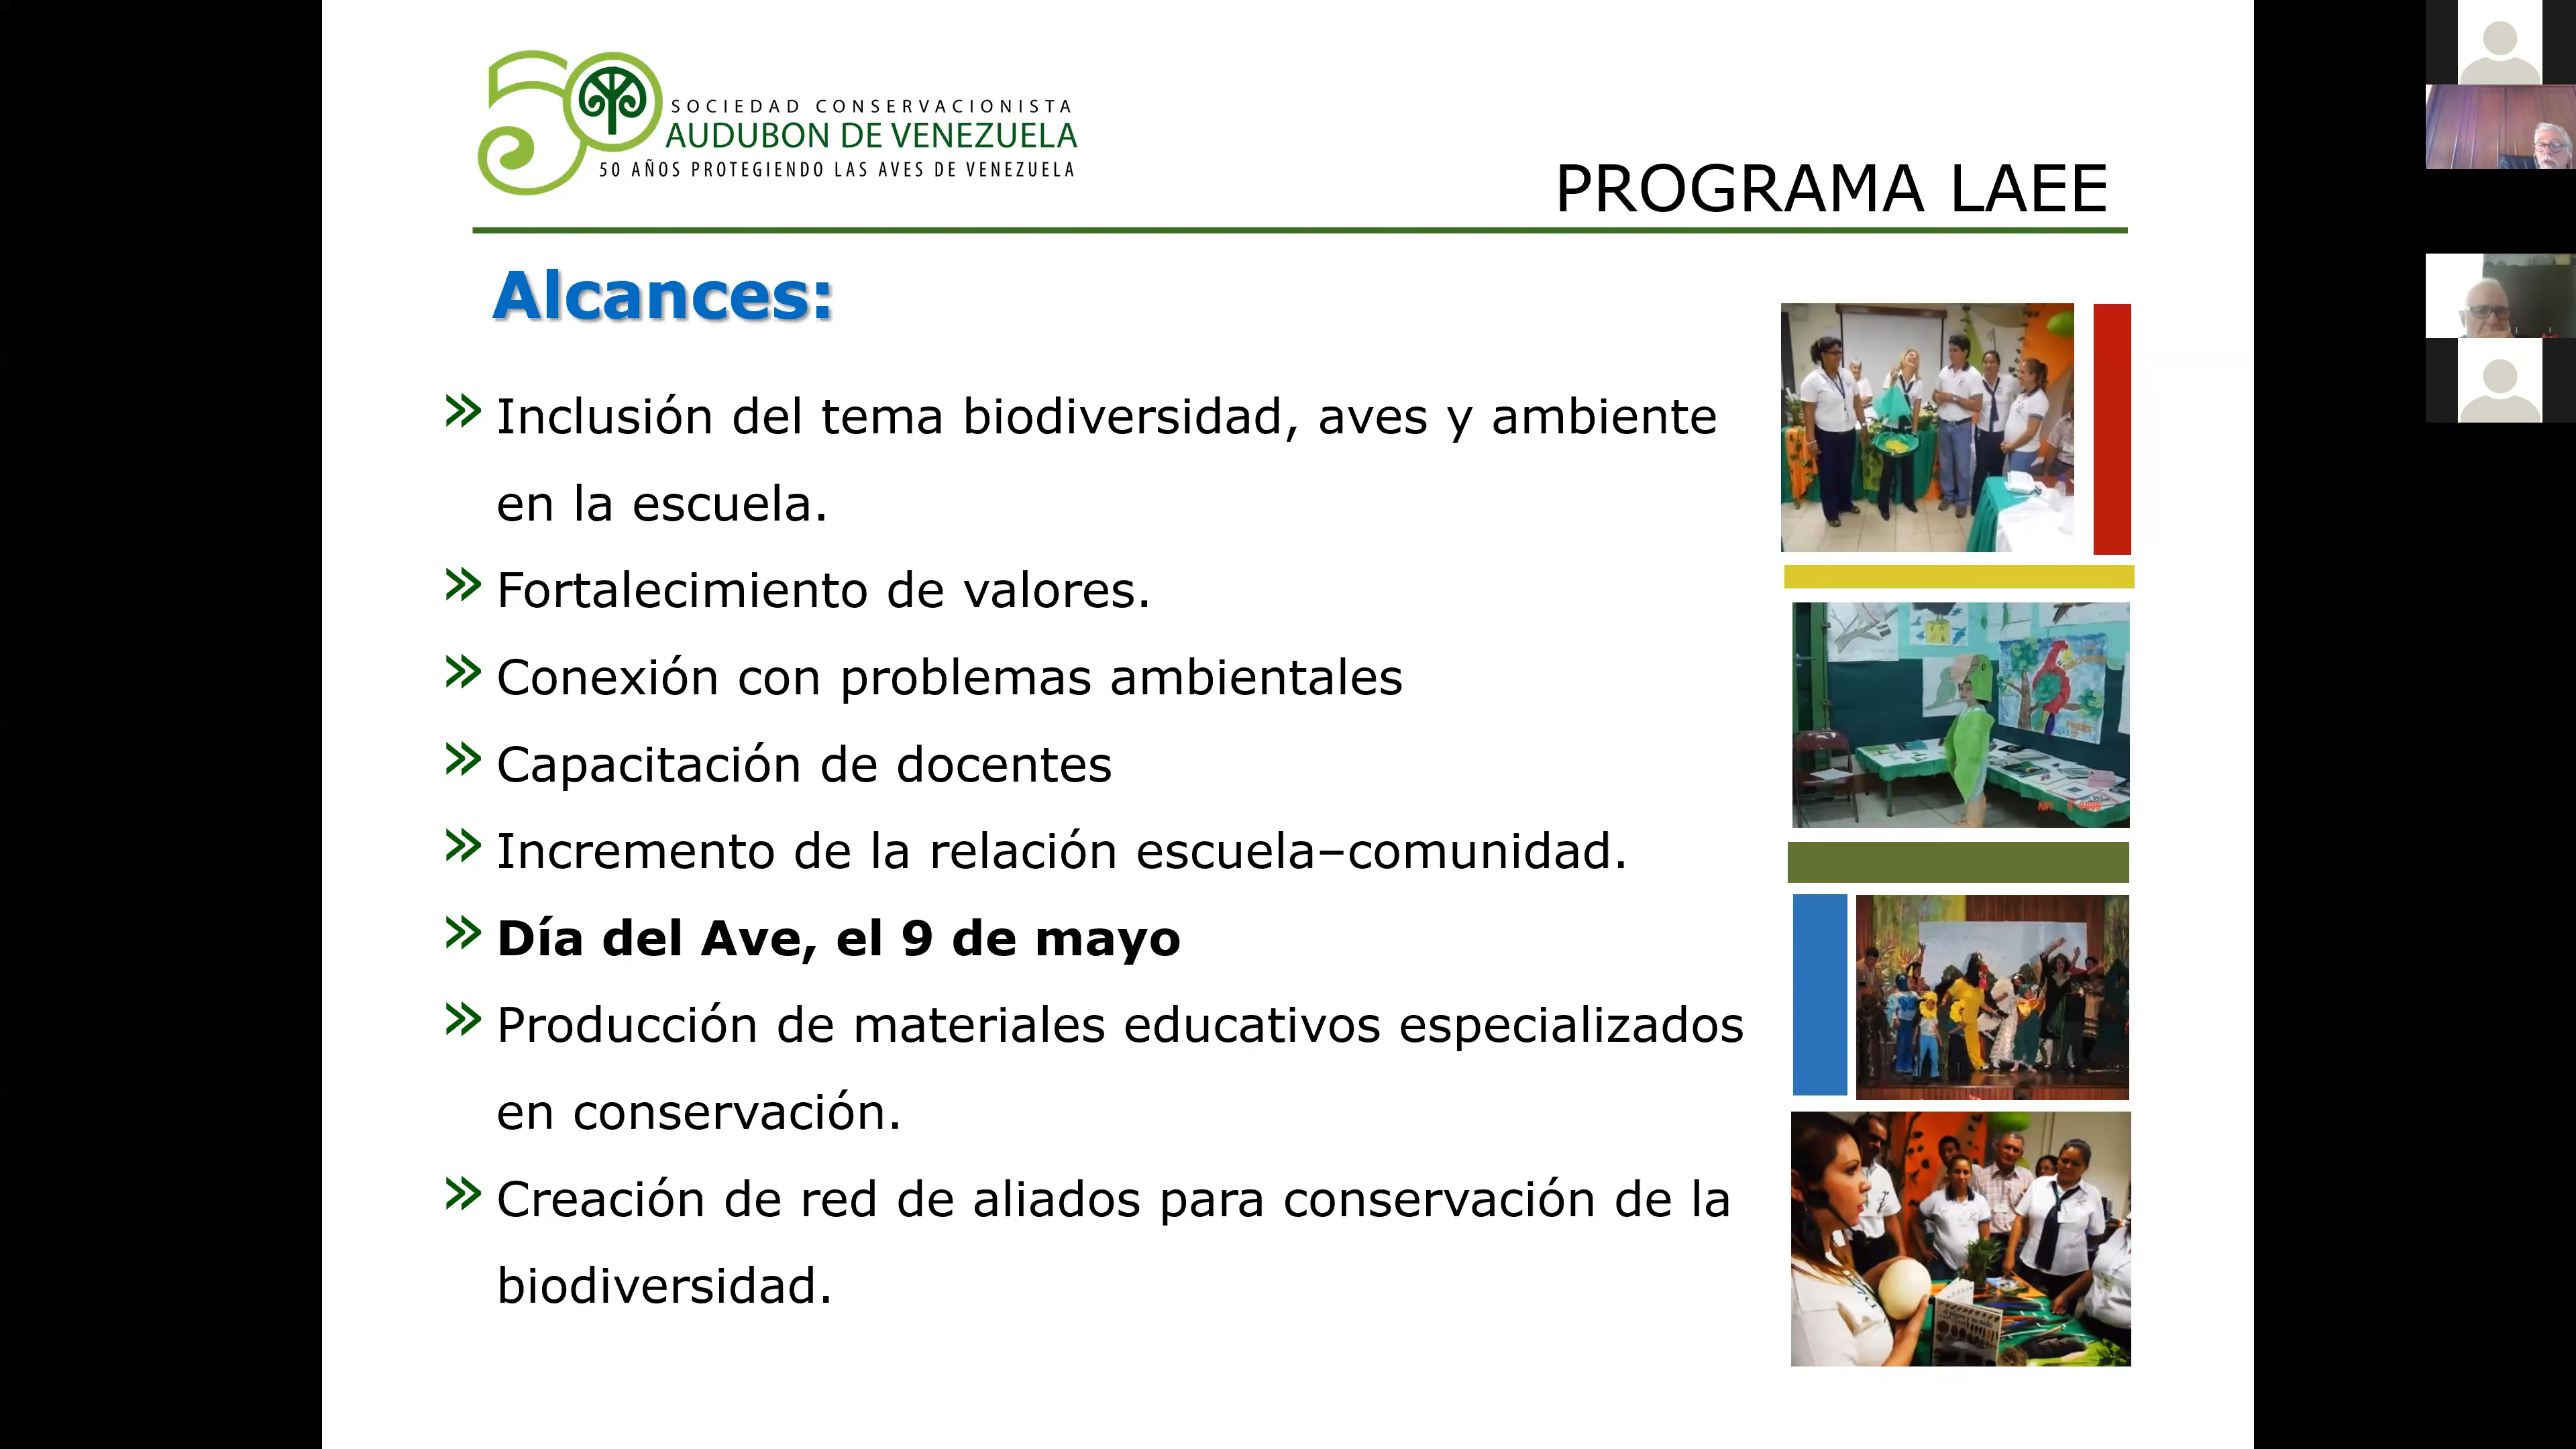 SOCIEDAD CONSERVACIONISTA
AUDUBON DE VENEZUELA
50 AÑOS PROTEGIENDO LAS AVES DE VENEZUELA
PROGRAMA LAEE
Alcances:
» Inclusión del tema biodiversidad, aves y ambiente
en la escuela.
» Fortalecimiento de valores.
» Conexión con problemas ambientales
» Capacitación de docentes
» Incremento de la relación escuela–comunidad.
» Día del Ave, el 9 de mayo
» Producción de materiales educativos especializados
en conservación.
» Creación de red de aliados para conservación de la
biodiversidad.